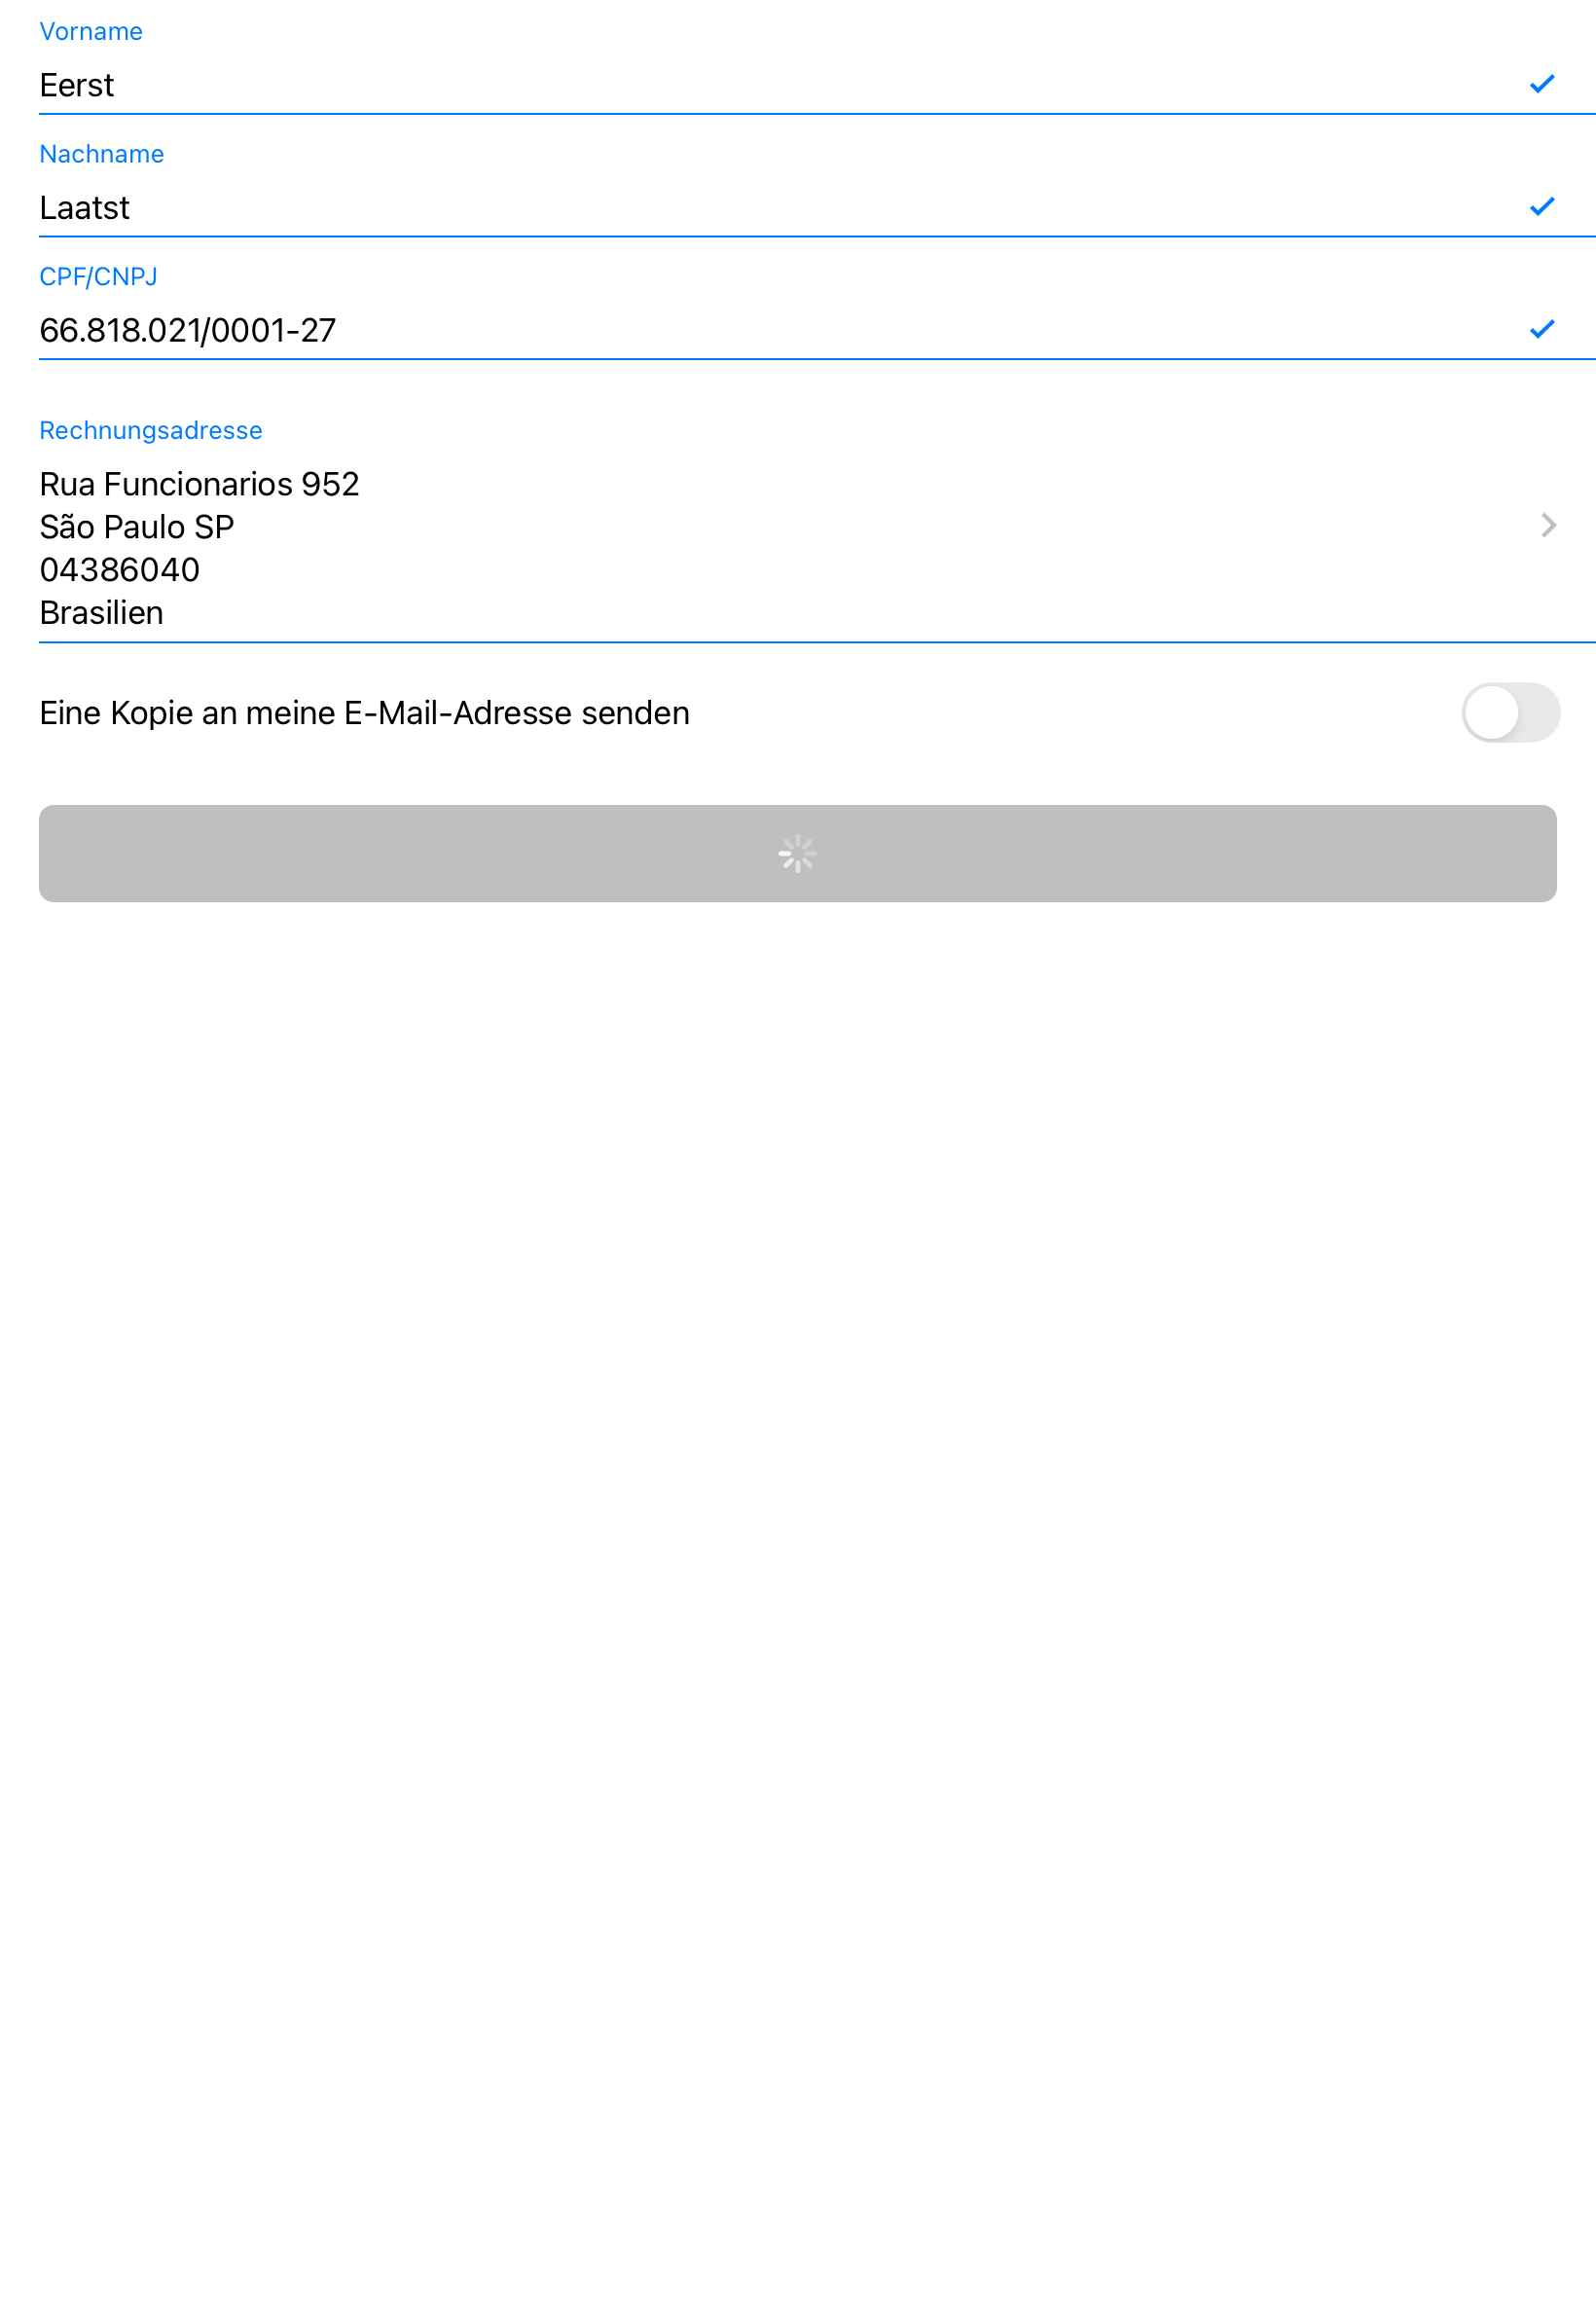 Vorname
Eerst
Nachname
Laatst
CPF/CNPJ
66.818.021/0001-27
Rechnungsadresse
Rua Funcionarios 952
São Paulo SP
04386040
Brasilien
Eine Kopie an meine E-Mail-Adresse senden